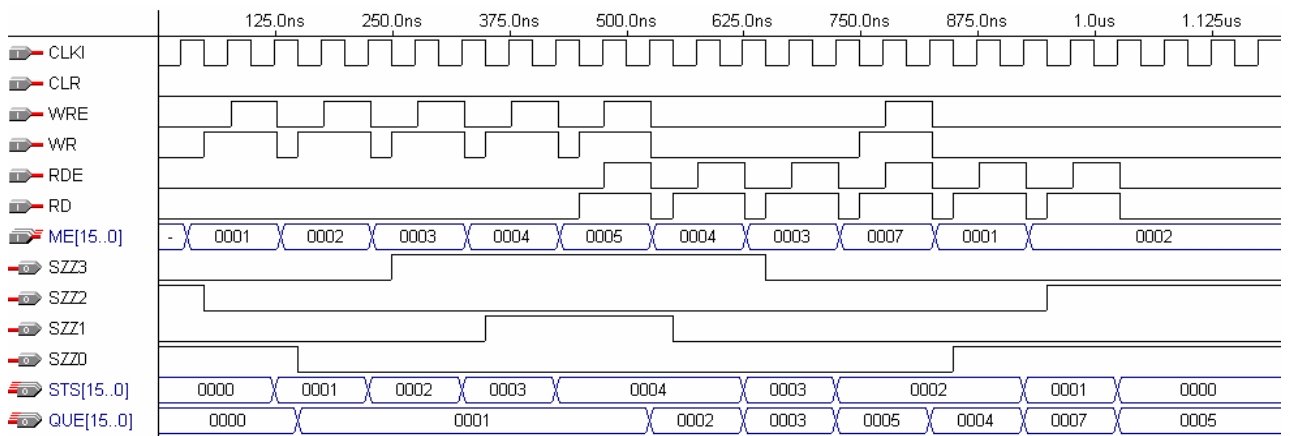 125.0ns 250.0ns 375.0ns 500.0ns 625.0ns 750.0ns 875.0ns 1.0us 1.125us
CLKI
CLR
WRE
WR
RDE
RD
ME[15..0] - 0001 0002 0003 0004 0005 0004 0003 0007 0001 0002
SZZ3
SZZ2
SZZ1
SZZ0
STS[15..0] 0000 0001 0002 0003 0004 0003 0002 0001 0000
QUE[15..0] 0000 0001 0002 0003 0005 0004 0007 0005